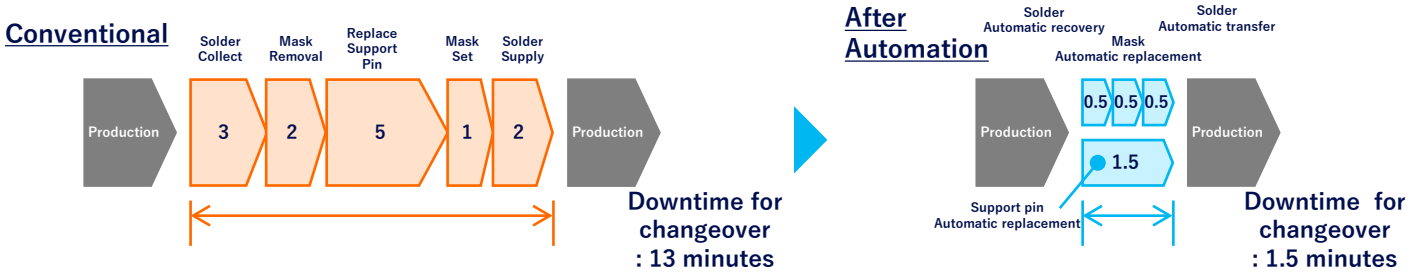 Conventional
Solder
Collect
Mask
Removal
Replace
Support
Pin
Mask
Set
Solder
Supply
Production
3
2
5
1
2
Production
Downtime for
changeover
: 13 minutes
After
Automation
Solder
Automatic recovery
Mask
Automatic replacement
Solder
Automatic transfer
Production
0.5
0.5
0.5
1.5
Production
Support pin
Automatic replacement
Downtime for
changeover
: 1.5 minutes